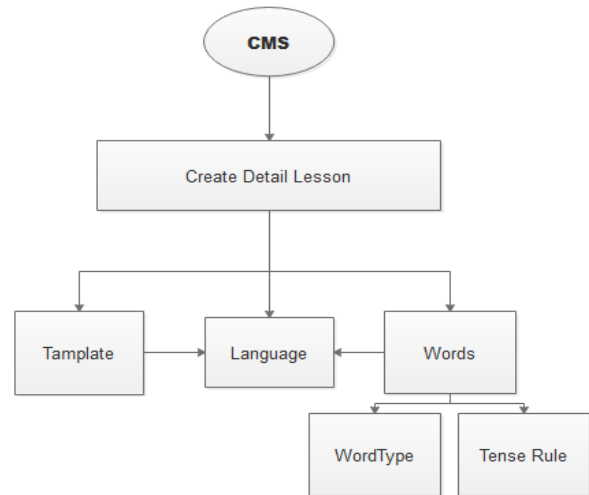 CMS
Create Detail Lesson
Tamplate
Language
Words
WordType
Tense Rule